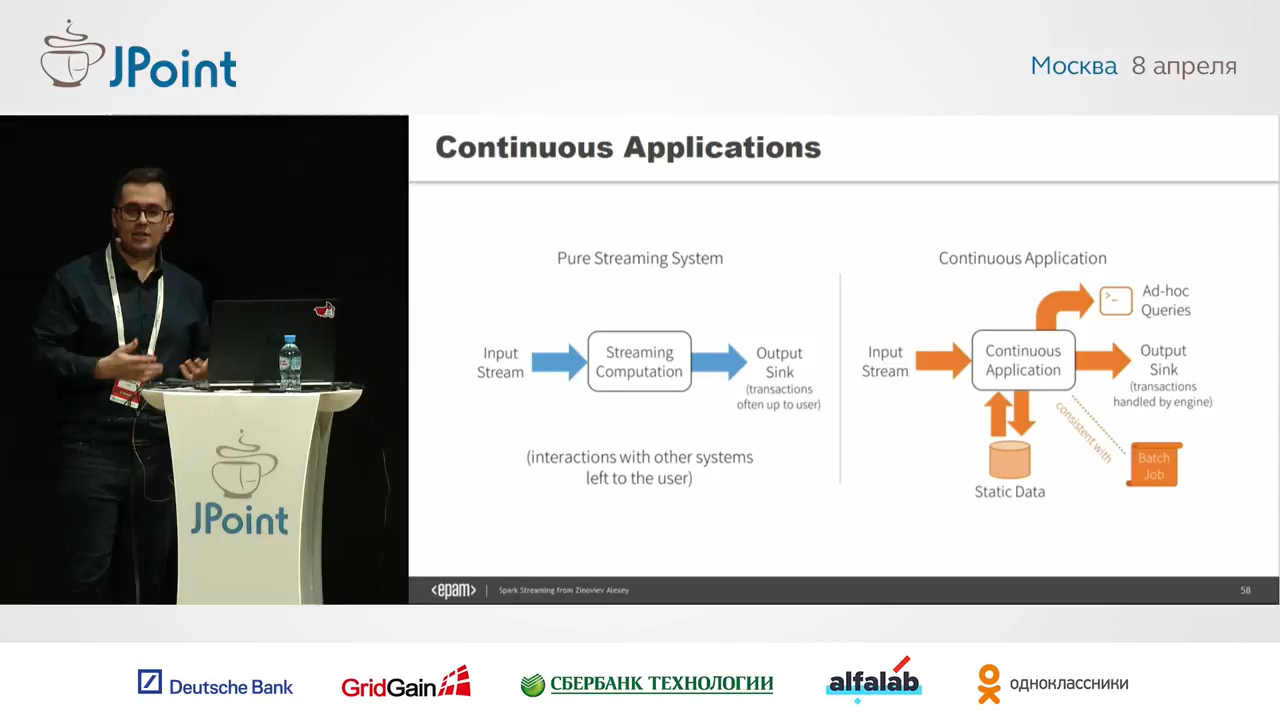 JPoint
Москва 8 апреля
Continuous Applications
Pure Streaming System
Input
Stream
Streaming
Computation
Output
Sink
(transactions
often up to user)
(interactions with other systems
left to the user)
Continuous Application
Ad-hoc
Queries
Input
Stream
Continuous
Application
Output
Sink
(transactions
handled by engine)
consistent with
Batch
Job
Static Data
JPoint
<epam> | Spark Streaming from Zinoviev Alexey
58
Deutsche Bank
GridGain
СБЕРБАНК ТЕХНОЛОГИИ
alfalab
одноклассники